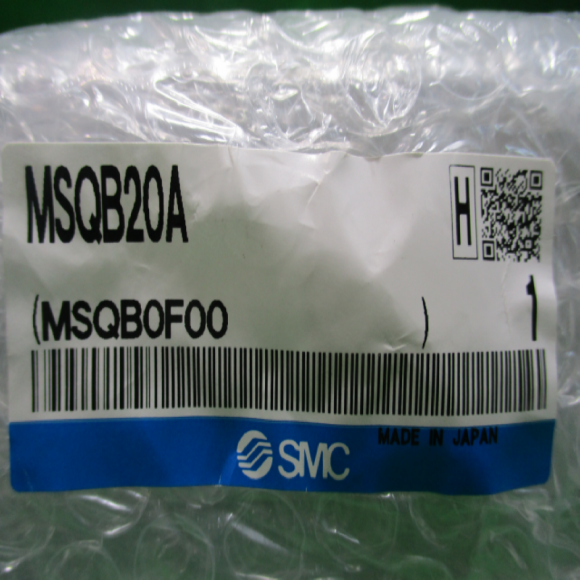 MSQB20A
H
(MSQB0F00 )
1
MADE IN JAPAN
SMC